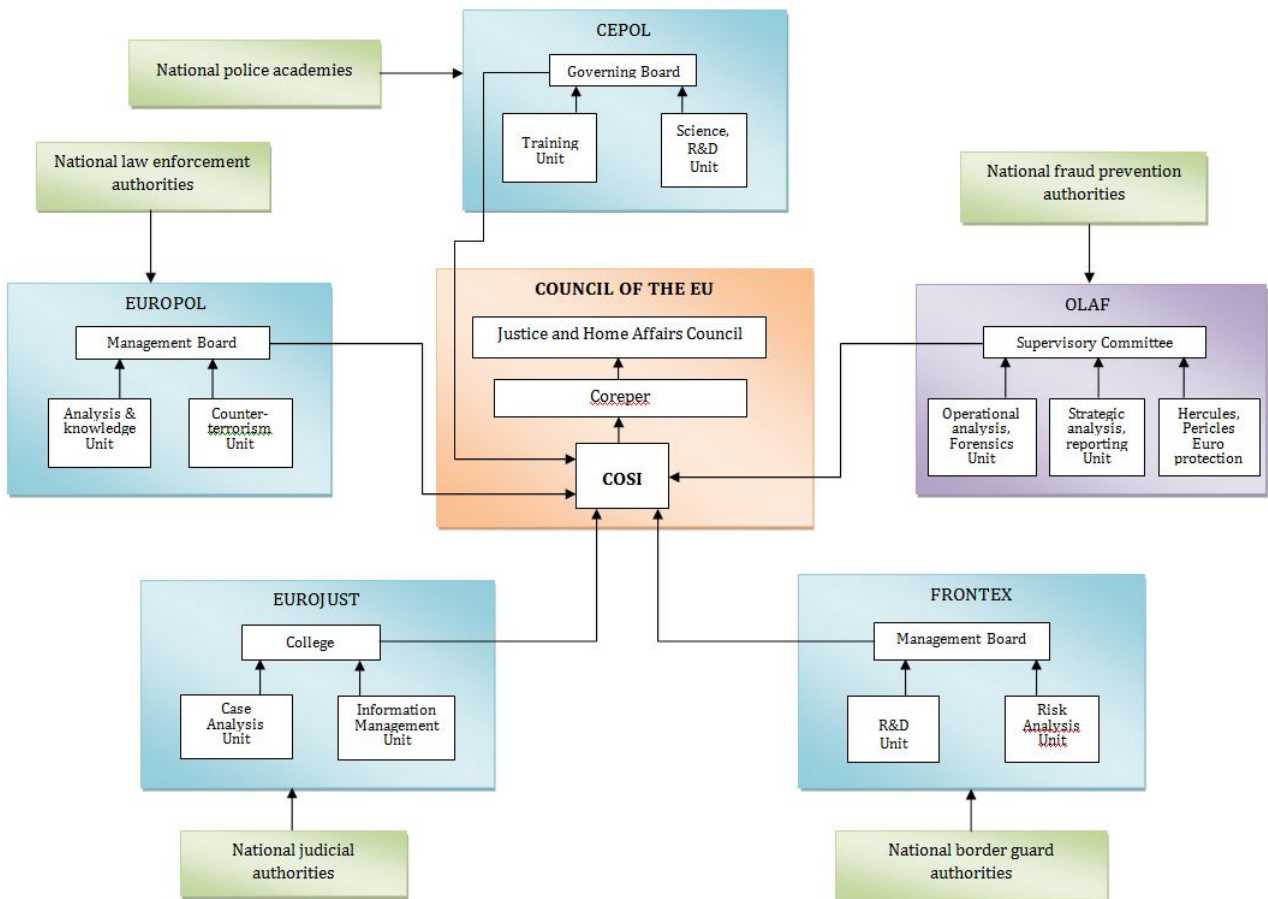 CEPOL
National police academies
Governing Board
Training
Unit
Science,
R&D
Unit
National law enforcement
authorities
National fraud prevention
authorities
EUROPOL
Management Board
Analysis &
knowledge
Unit
Counter-
terrorism
Unit
COUNCIL OF THE EU
Justice and Home Affairs Council
Coreper
COSI
OLAF
Supervisory Committee
Operational
analysis,
Forensics
Unit
Strategic
analysis,
reporting
Unit
Hercules,
Pericles
Euro
protection
EUROJUST
College
Case
Analysis
Unit
Information
Management
Unit
FRONTEX
Management Board
R&D
Unit
Risk
Analysis
Unit
National judicial
authorities
National border guard
authorities